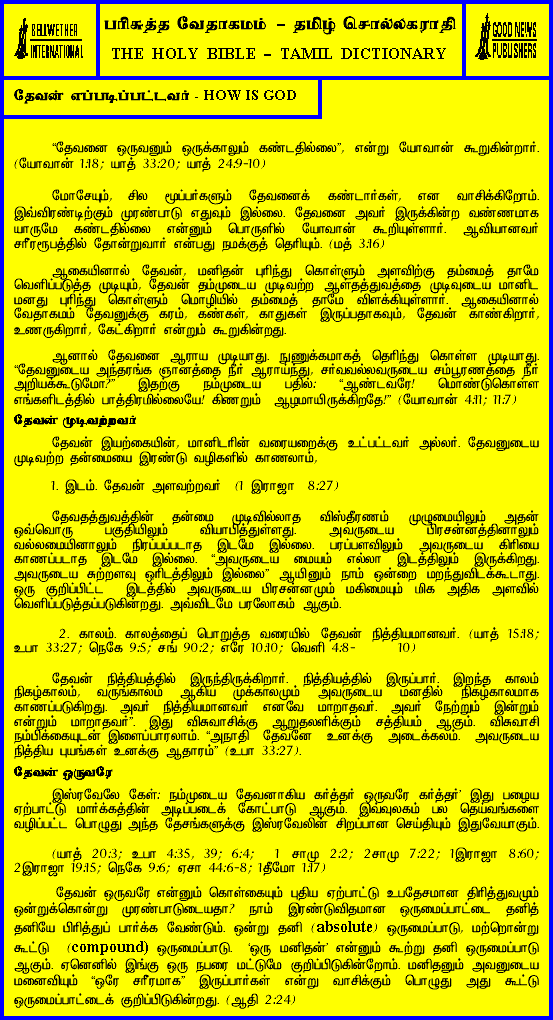 BELLWETHER
INTERNATIONAL
பரிசுத்த வேதாகமம் – தமிழ் சொல்லகராதி
THE HOLY BIBLE – TAMIL DICTIONARY
GOOD NEWS
PUBLISHERS
தேவன் எப்படிப்பட்டவர் - HOW IS GOD
“தேவனை ஒருவனும் ஒருக்காலும் கண்டதில்லை”, என்று யோவான் கூறுகின்றார்.
(யோவான் 1:18; யாத் 33:20; யாத் 24:9-10)
மோசேயும், சில மூப்பர்களும் தேவனைக் கண்டார்கள், என வாசிக்கிறோம்.
இவ்விரண்டிற்கும் முரண்பாடு எதுவும் இல்லை. தேவனை அவர் இருக்கின்ற வண்ணமாக
யாருமே கண்டதில்லை என்னும் பொருளில் யோவான் கூறியுள்ளார். ஆவியானவர்
சரீரரூபத்தில் தோன்றுவார் என்பது நமக்குத் தெரியும். (மத் 3:16)
ஆகையினால் தேவன், மனிதன் புரிந்து கொள்ளும் அளவிற்கு தம்மைத் தாமே
வெளிப்படுத்த முடியும், தேவன் தம்முடைய முடிவற்ற ஆள்தத்துவத்தை முடிவுடைய மானிட
மனது புரிந்து கொள்ளும் மொழியில் தம்மைத் தாமே விளக்கியுள்ளார். ஆகையினால்
வேதாகமம் தேவனுக்கு கரம், கண்கள், காதுகள் இருப்பதாகவும், தேவன் காண்கிறார்,
உணருகிறார், கேட்கிறார் என்றும் கூறுகின்றது.
ஆனால் தேவனை ஆராய முடியாது. நுணுக்கமாகத் தெரிந்து கொள்ள முடியாது.
“தேவனுடைய அந்தரங்க ஞானத்தை நீர் ஆராய்ந்து, சர்வவல்லவருடைய சம்பூரணத்தை நீர்
அறியக்கூடுமோ?” இதற்கு நம்முடைய பதில்: “ஆண்டவரே! மொண்டுகொள்ள
எங்களிடத்தில் பாத்திரமில்லையே! கிணறும் ஆழமாயிருக்கிறதே!” (யோவான் 4:11; 11:7)
தேவன் முடிவற்றவர்
தேவன் இயற்கையின், மானிடரின் வரையறைக்கு உட்பட்டவர் அல்லர். தேவனுடைய
முடிவற்ற தன்மையை இரண்டு வழிகளில் காணலாம்,
1. இடம். தேவன் அளவற்றவர் (1 இராஜா 8:27)
தேவதத்துவத்தின் தன்மை முடிவில்லாத விஸ்தீரணம் முழுமையிலும் அதன்
ஒவ்வொரு பகுதியிலும் வியாபித்துள்ளது. அவருடைய பிரசன்னத்தினாலும்
வல்லமையினாலும் நிரப்பப்படாத இடமே இல்லை. பரப்பளவிலும் அவருடைய கிரியை
காணப்படாத இடமே இல்லை. “அவருடைய மையம் எல்லா இடத்திலும் இருக்கிறது.
அவருடைய சுற்றளவு ஓரிடத்திலும் இல்லை” ஆயினும் நாம் ஒன்றை மறந்துவிடக்கூடாது.
ஒரு குறிப்பிட்ட இடத்தில் அவருடைய பிரசன்னமும் மகிமையும் மிக அதிக அளவில்
வெளிப்படுத்தப்படுகின்றது. அவ்விடமே பரலோகம் ஆகும்.
2. காலம். காலத்தைப் பொறுத்த வரையில் தேவன் நித்தியமானவர். (யாத் 15:18;
உபா 33:27; நெகே 9:5; சங் 90:2; எரே 10:10; வெளி 4:8- 10)
தேவன் நித்தியத்தில் இருந்திருக்கிறார். நித்தியத்தில் இருப்பார். இறந்த காலம்
நிகழ்காலம், வருங்காலம் ஆகிய முக்காலமும் அவருடைய மனதில் நிகழ்காலமாக
காணப்படுகிறது. அவர் நித்தியமானவர் எனவே மாறாதவர். அவர் நேற்றும் இன்றும்
என்றும் மாறாதவர்”. இது விசுவாசிக்கு ஆறுதலளிக்கும் சத்தியம் ஆகும். விசுவாசி
நம்பிக்கையுடன் இளைப்பாரலாம். “அநாதி தேவனே உனக்கு அடைக்கலம். அவருடைய
நித்திய புயங்கள் உனக்கு ஆதாரம்” (உபா 33:27).
தேவன் ஒருவரே
‘இஸ்ரவேலே கேள்: நம்முடைய தேவனாகிய கர்த்தர் ஒருவரே கர்த்தர்’ இது பழைய
ஏற்பாட்டு மார்க்கத்தின் அடிப்படைக் கோட்பாடு ஆகும். இவ்வுலகம் பல தெய்வங்களை
வழிப்பட்ட பொழுது அந்த தேசங்களுக்கு இஸ்ரவேலின் சிறப்பான செய்தியும் இதுவேயாகும்.
(யாத் 20:3; உபா 4:35, 39; 6:4; 1 சாமு 2:2; 2சாமு 7:22; 1இராஜா 8:60;
2இராஜா 19:15; நெகே 9:6; ஏசா 44:6-8; 1தீமோ 1:17)
தேவன் ஒருவரே என்னும் கொள்கையும் புதிய ஏற்பாட்டு உபதேசமான திரித்துவமும்
ஒன்றுக்கொன்று முரண்பாடுடையதா? நாம் இரண்டுவிதமான ஒருமைப்பாட்டை தனித்
தனியே பிரித்துப் பார்க்க வேண்டும். ஒன்று தனி (absolute) ஒருமைப்பாடு, மற்றொன்று
கூட்டு (compound) ஒருமைப்பாடு. ‘ஒரு மனிதன்’ என்னும் கூற்று தனி ஒருமைப்பாடு
ஆகும். ஏனெனில் இங்கு ஒரு நபரை மட்டுமே குறிப்பிடுகின்றோம். மனிதனும் அவனுடைய
மனைவியும் “ஒரே சரீரமாக” இருப்பார்கள் என்று வாசிக்கும் பொழுது அது கூட்டு
ஒருமைப்பாட்டைக் குறிப்பிடுகின்றது. (ஆதி 2:24)